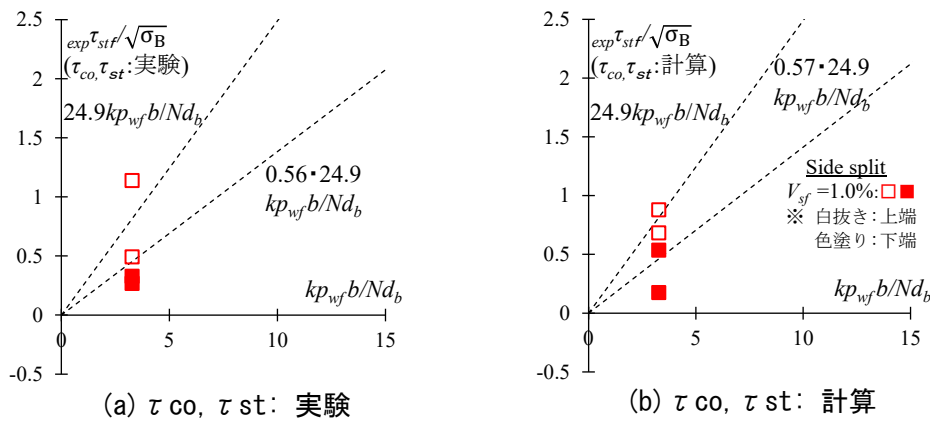 2.5
2
1.5
1
0.5
0
-0.5
0
5
10
15
expτstf/√σB
(τco,τst:実験)
24.9kpwfb/Ndb
0.56・24.9
kpwfb/Ndb
kpwfb/Ndb
(a) τco, τst: 実験
2.5
2
1.5
1
0.5
0
-0.5
0
5
10
15
expτstf/√σB
(τco,τst:計算)
24.9kpwfb/Ndb
0.57・24.9
kpwfb/Ndb
Side split
Vsf =1.0%:
※ 白抜き:上端
色塗り:下端
kpwfb/Ndb
(b) τco, τst: 計算